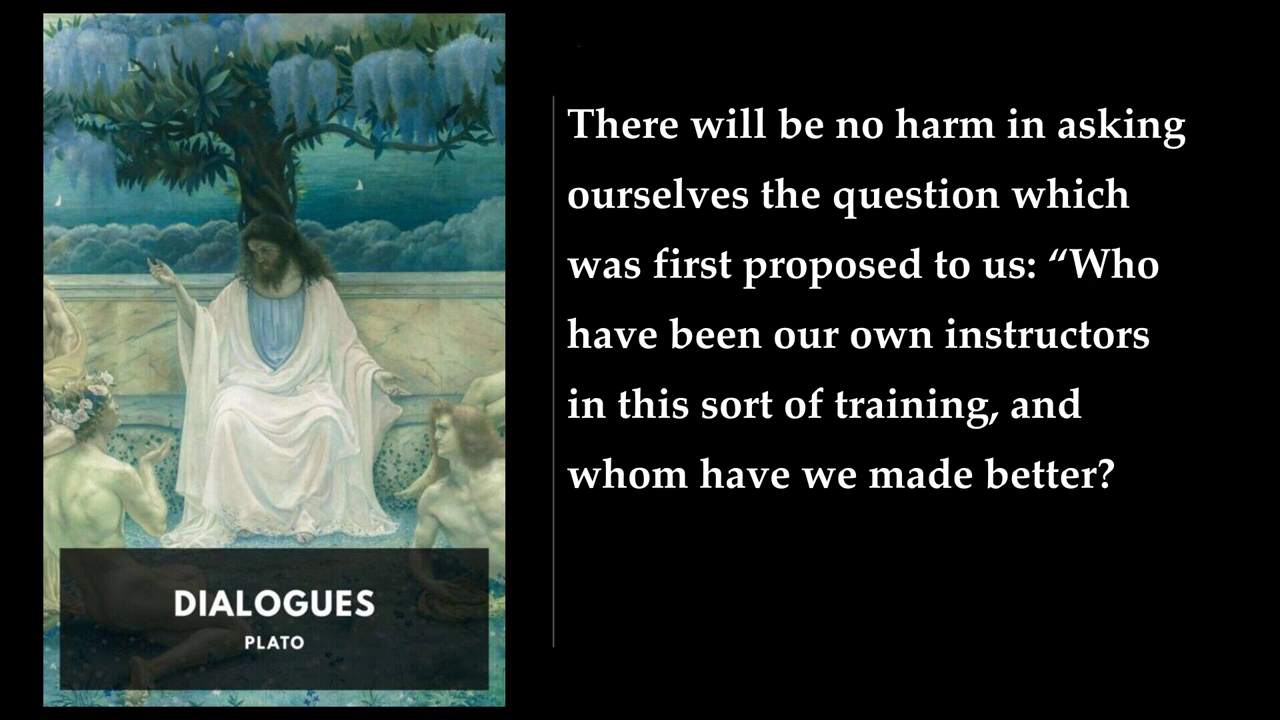 There will be no harm in asking
ourselves the question which
was first proposed to us: “Who
have been our own instructors
in this sort of training, and
whom have we made better?
DIALOGUES
PLATO